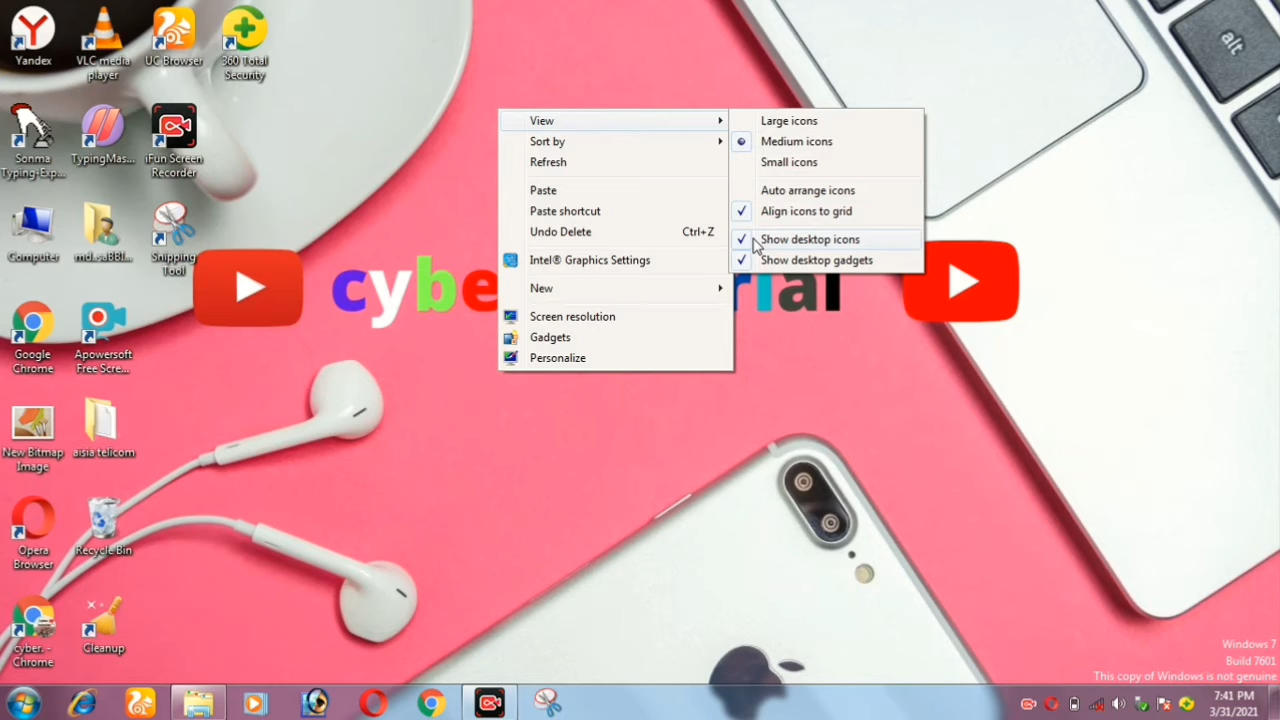 Yandex
VLC media
player
UC Browser
360 Total
Security
Sonma
Typing-Exp...
TypingMas...
iFun Screen
Recorder
Computer
md..saBBI...
Snipping
Tool
Google
Chrome
Apowersoft
Free Scre...
New Bitmap
Image
aisia telicom
Opera
Browser
Recycle Bin
cyber. -
Chrome
Cleanup
View
Sort by
Refresh
Paste
Paste shortcut
Undo Delete Ctrl+Z
Intel® Graphics Settings
New
Screen resolution
Gadgets
Personalize
Large icons
Medium icons
Small icons
Auto arrange icons
Align icons to grid
Show desktop icons
Show desktop gadgets
alt
Windows 7
Build 7601
This copy of Windows is not genuine
7:41 PM
3/31/2021